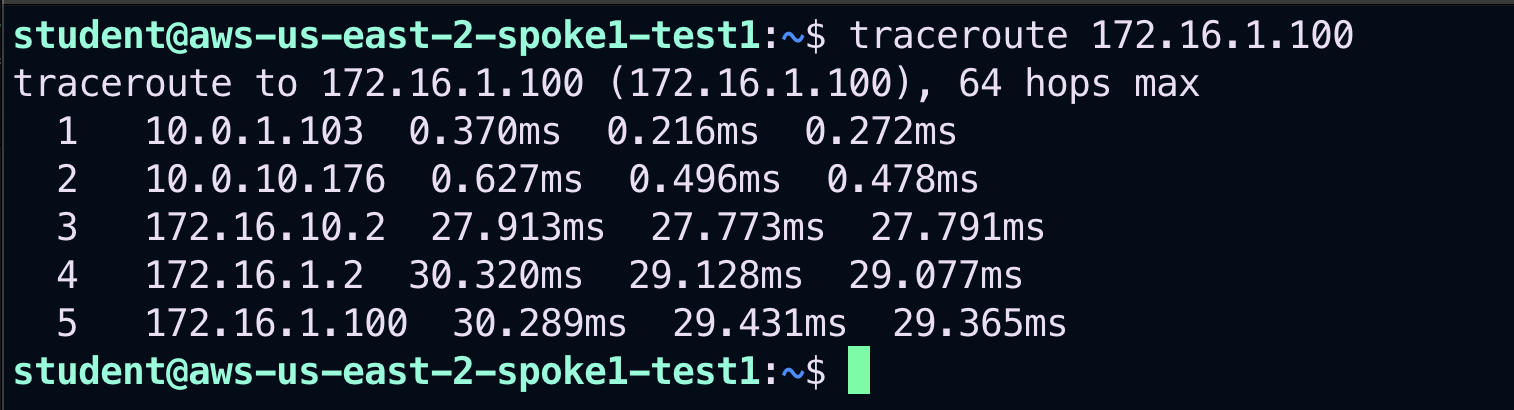 student@aws-us-east-2-spoke1-test1:~$ traceroute 172.16.1.100
traceroute to 172.16.1.100 (172.16.1.100), 64 hops max
  1   10.0.1.103  0.370ms  0.216ms  0.272ms
  2   10.0.10.176  0.627ms  0.496ms  0.478ms
  3   172.16.10.2  27.913ms  27.773ms  27.791ms
  4   172.16.1.2  30.320ms  29.128ms  29.077ms
  5   172.16.1.100  30.289ms  29.431ms  29.365ms
student@aws-us-east-2-spoke1-test1:~$